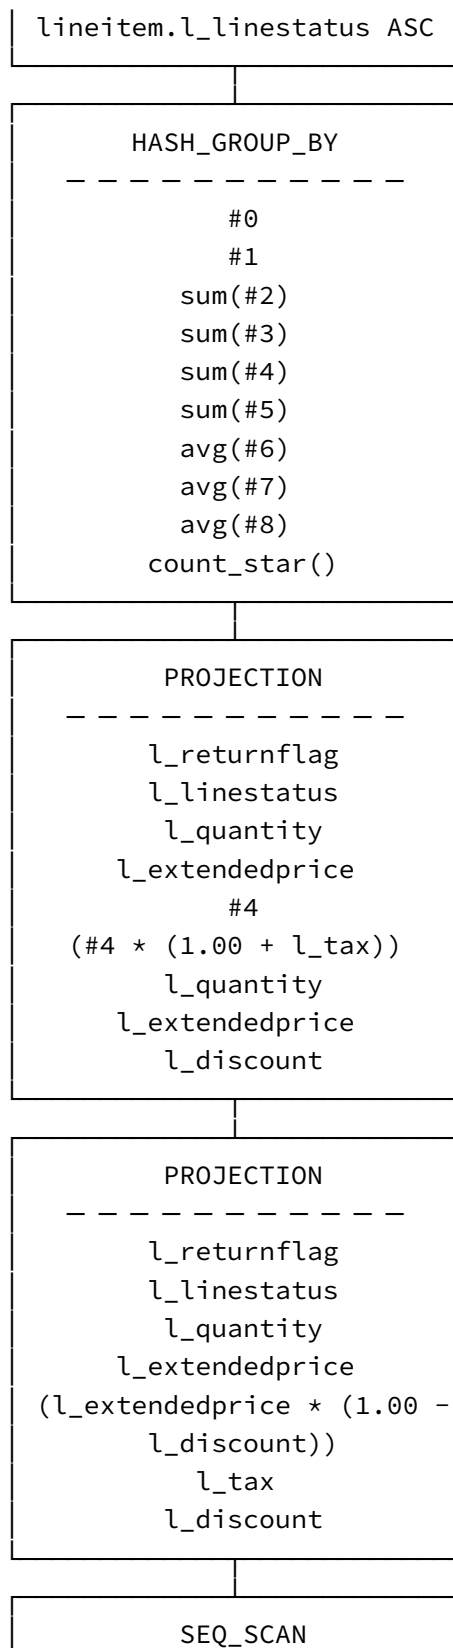 lineitem.l_linestatus ASC
HASH_GROUP_BY
#0
#1
sum(#2)
sum(#3)
sum(#4)
sum(#5)
avg(#6)
avg(#7)
avg(#8)
count_star()
PROJECTION
l_returnflag
l_linestatus
l_quantity
l_extendedprice
#4
(#4 * (1.00 + l_tax))
l_quantity
l_extendedprice
l_discount
PROJECTION
l_returnflag
l_linestatus
l_quantity
l_extendedprice
(l_extendedprice * (1.00 -
l_discount))
l_tax
l_discount
SEQ_SCAN